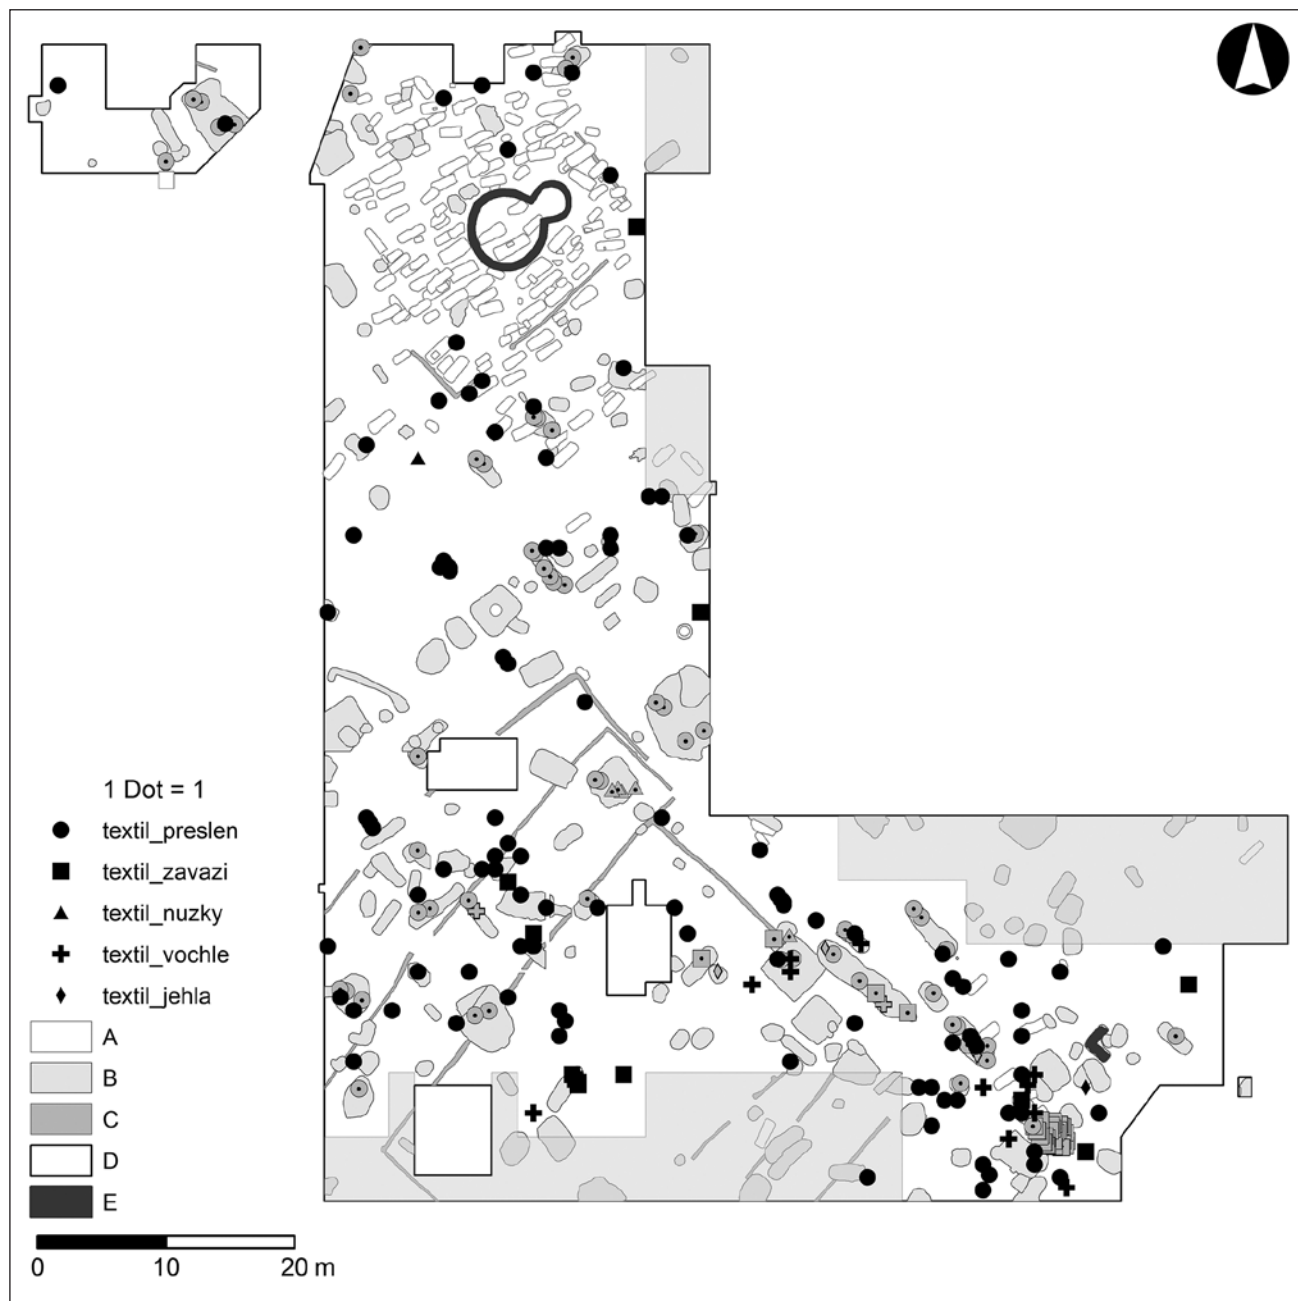 1 Dot = 1
textil_preslen
textil_zavazi
textil_nuzky
textil_vochle
textil_jehla
A
B
C
D
E
0 10 20 m